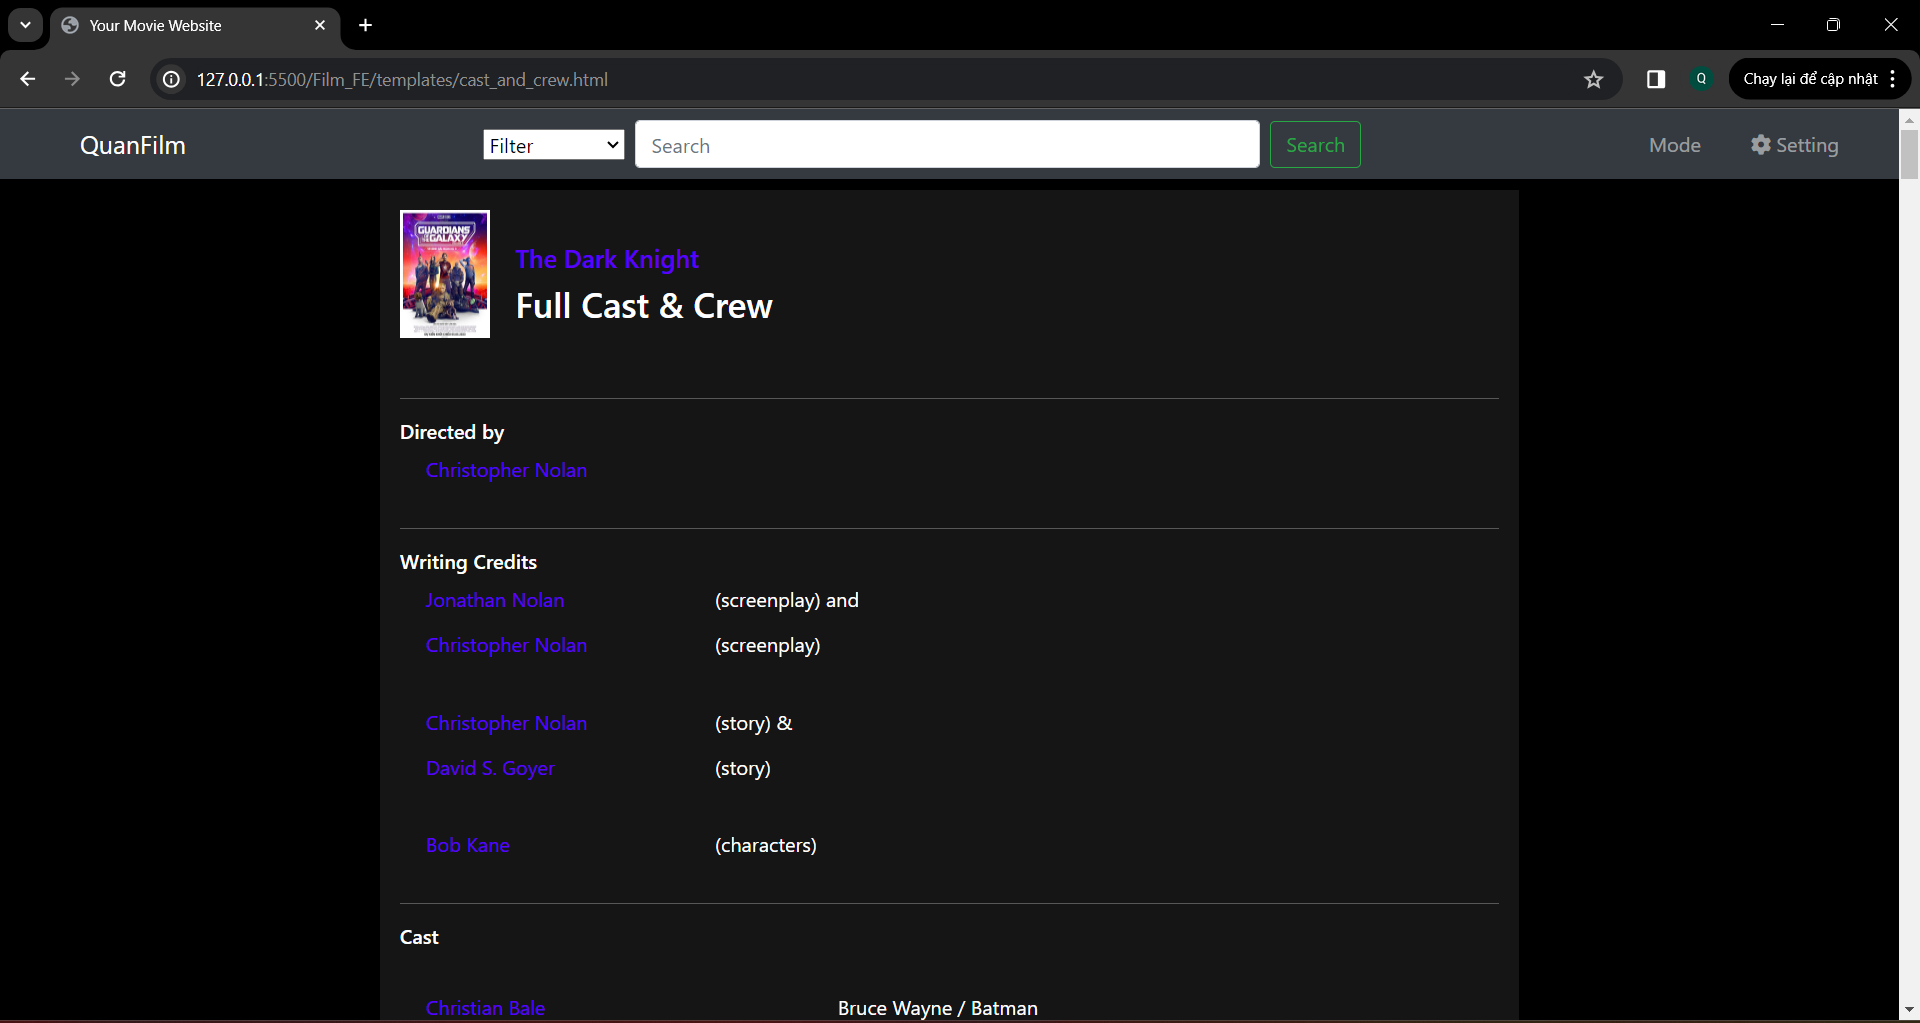 Your Movie Website
127.0.0.1:5500/Film_FE/templates/cast_and_crew.html
Q
Chạy lại để cập nhật
QuanFilm
Filter
Search
Search
Mode
Setting
GUARDIANS
GALAXY
The Dark Knight
Full Cast & Crew
Directed by
Christopher Nolan
Writing Credits
Jonathan Nolan (screenplay) and
Christopher Nolan (screenplay)
Christopher Nolan (story) &
David S. Goyer (story)
Bob Kane (characters)
Cast
Christian Bale Bruce Wayne / Batman